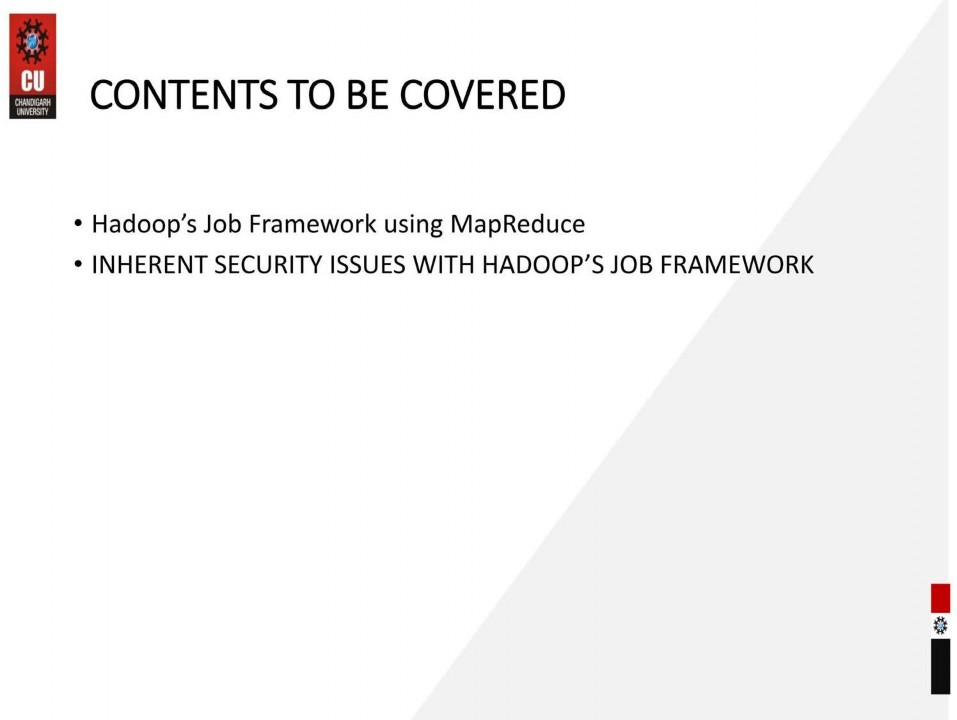 CU
CHANDIGARH
UNIVERSITY
CONTENTS TO BE COVERED
• Hadoop’s Job Framework using MapReduce
• INHERENT SECURITY ISSUES WITH HADOOP’S JOB FRAMEWORK